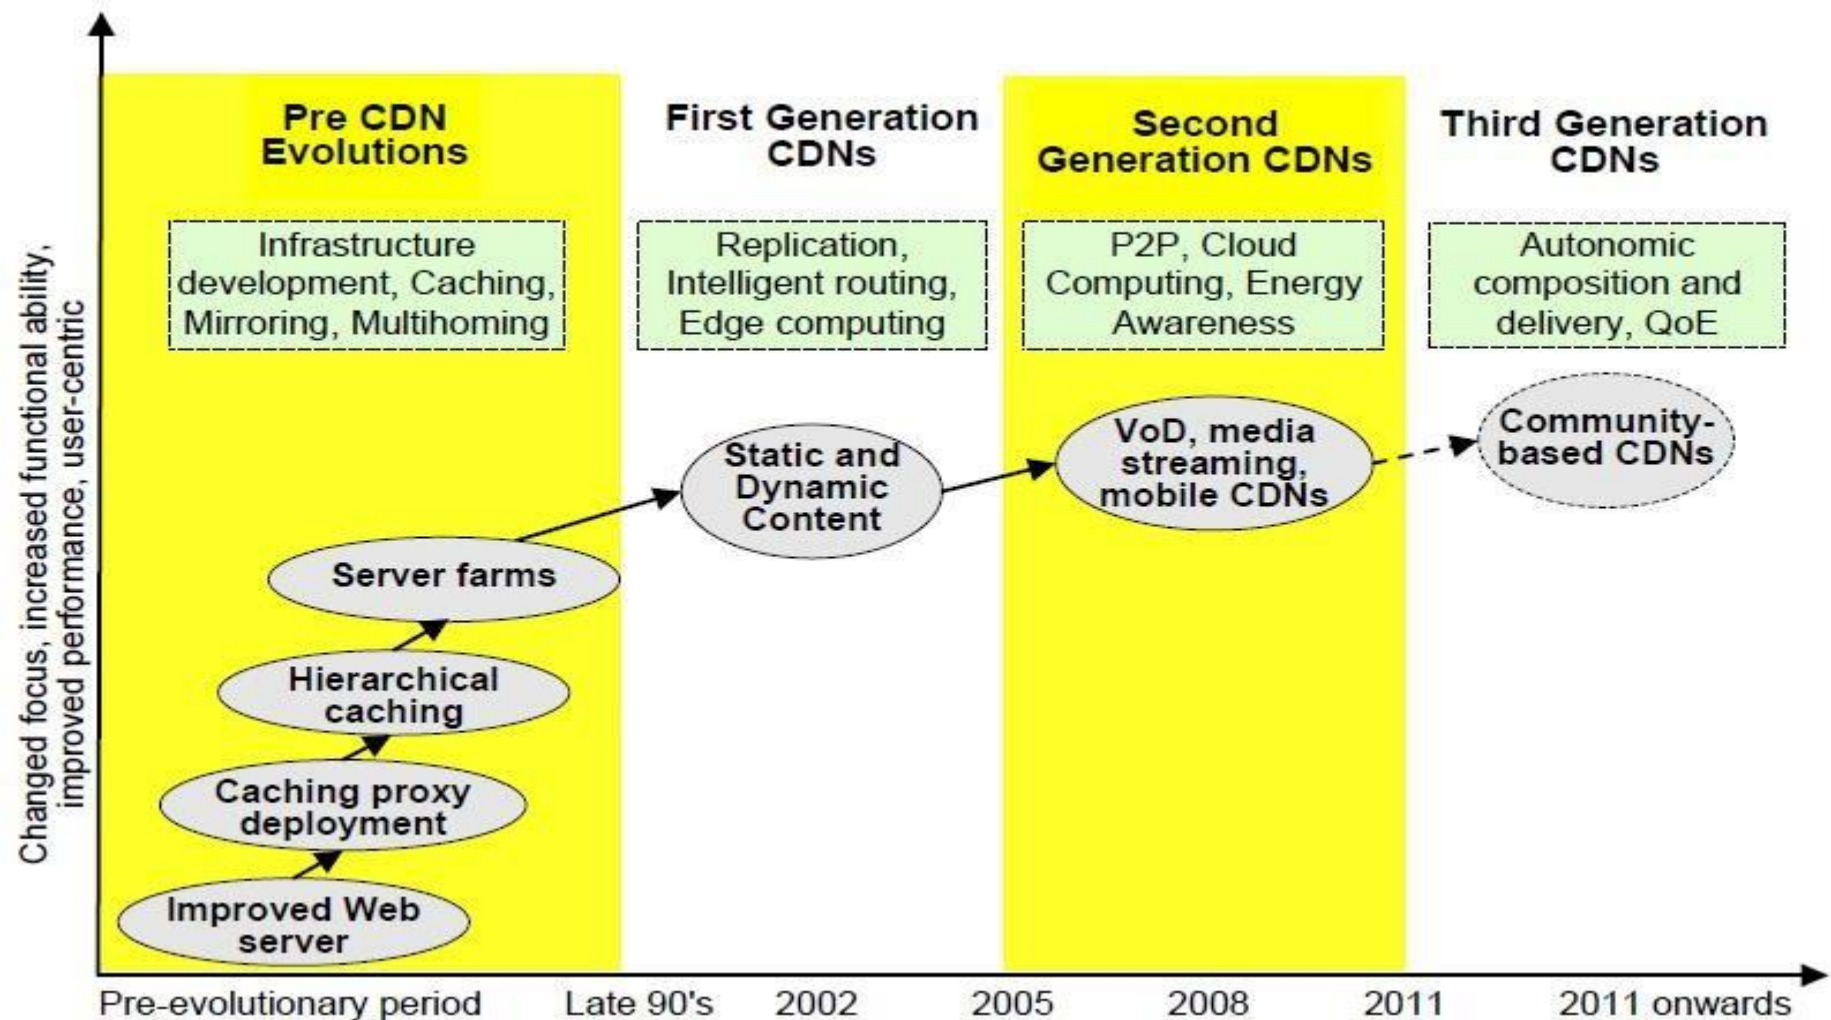 Changed focus, increased functional ability,
improved performance, user-centric
Pre CDN
Evolutions
First Generation
CDNs
Second
Generation CDNs
Third Generation
CDNs
Infrastructure
development, Caching,
Mirroring, Multihoming
Replication,
Intelligent routing,
Edge computing
P2P, Cloud
Computing, Energy
Awareness
Autonomic
composition and
delivery, QoE
Improved Web
server
Caching proxy
deployment
Hierarchical
caching
Server farms
Static and
Dynamic
Content
VoD, media
streaming,
mobile CDNs
Community-
based CDNs
Pre-evolutionary period
Late 90's
2002
2005
2008
2011
2011 onwards